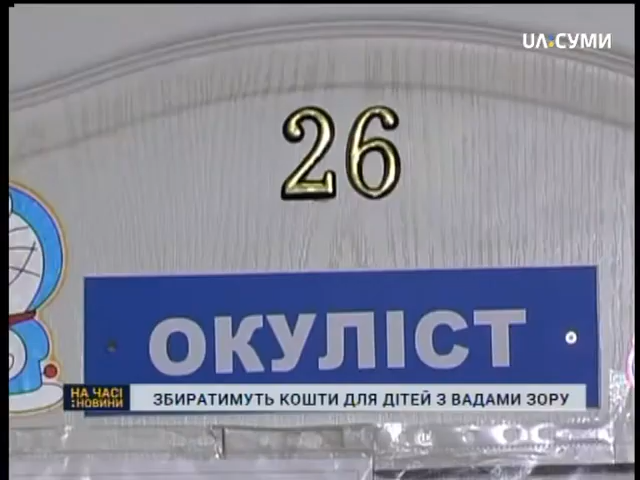 UA:СУМИ
26
ОКУЛІСТ
НА ЧАСІ
:НОВИНИ
ЗБИРАТИМУТЬ КОШТИ ДЛЯ ДІТЕЙ З ВАДАМИ ЗОРУ